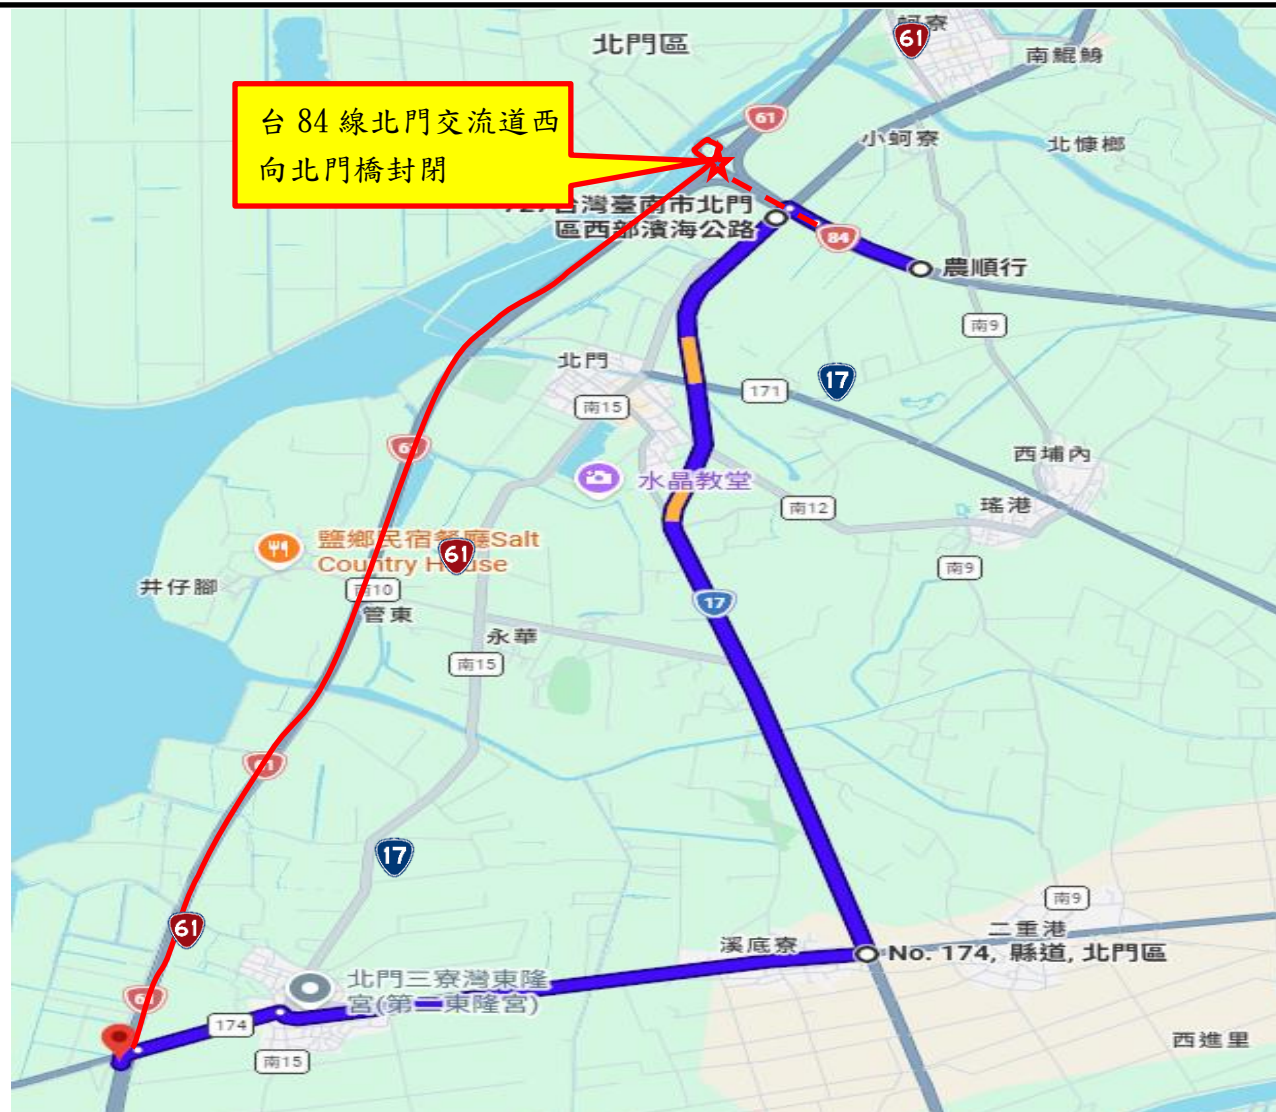 蚵寮
61
北門區
南鯤鯓
台 84 線北門交流道西
向北門橋封閉
61
小蚵寮
北慷榔
台灣臺南市北門
區西部濱海公路
84
農順行
南9
北門
171
17
南15
西埔內
水晶教堂
南12
瑤港
鹽鄉民宿餐廳Salt
Country House
61
南9
井仔腳
南10
管東
17
永華
南15
17
南9
61
二重港
溪底寮
No. 174, 縣道, 北門區
北門三寮灣東隆
宮(第二東隆宮)
174
西進里
南15